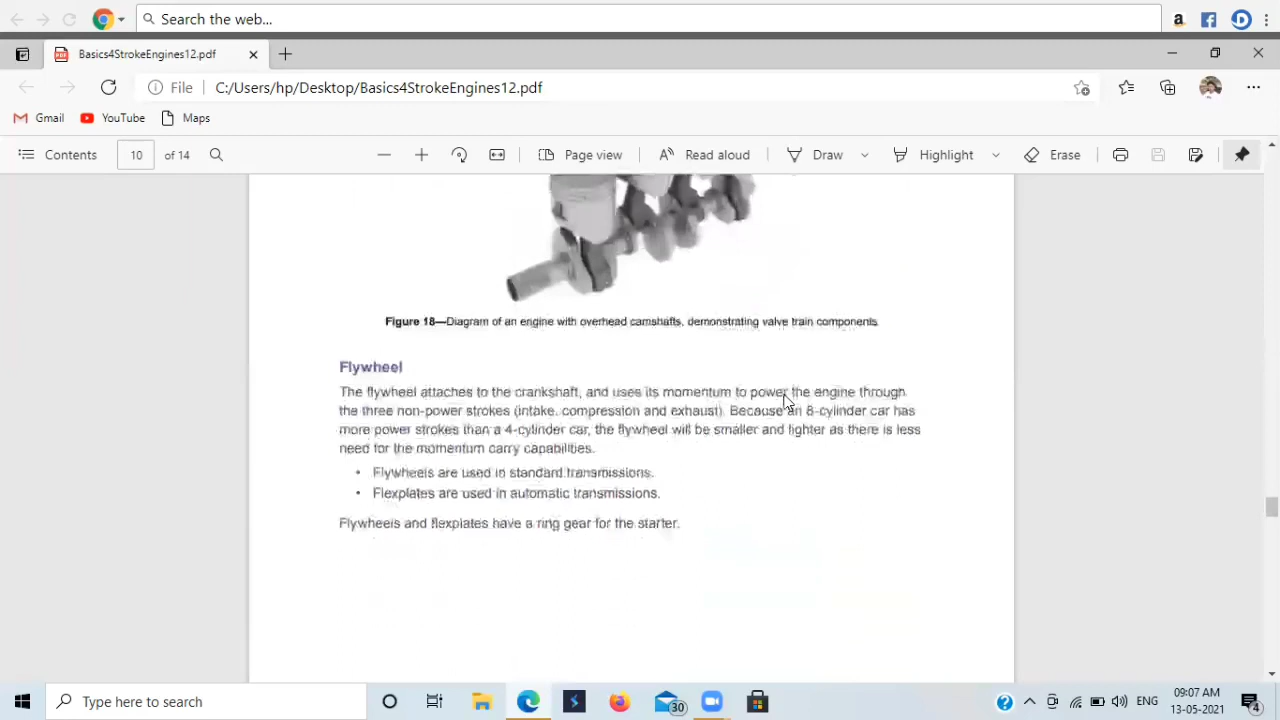 Search the web...
Basics4StrokeEngines12.pdf
File
C:/Users/hp/Desktop/Basics4StrokeEngines12.pdf
Gmail
YouTube
Maps
Contents
10
of 14
Page view
Read aloud
Draw
Highlight
Erase
Figure 18—Diagram of an engine with overhead camshafts, demonstrating valve train components.
Flywheel
The flywheel attaches to the crankshaft, and uses its momentum to power the engine through
the three non-power strokes (intake, compression and exhaust). Because an 8-cylinder car has
more power strokes than a 4-cylinder car, the flywheel will be smaller and lighter as there is less
need for the momentum carry capabilities.
• Flywheels are used in standard transmissions.
• Flexplates are used in automatic transmissions.
Flywheels and flexplates have a ring gear for the starter.
Type here to search
30
ENG
09:07 AM
13-05-2021
4